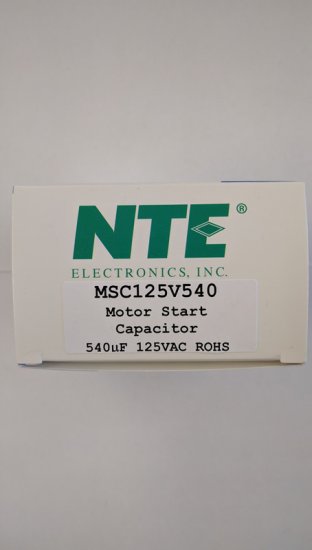 NTE®
ELECTRONICS, INC.
MSC125V540
Motor Start
Capacitor
540uF 125VAC ROHS